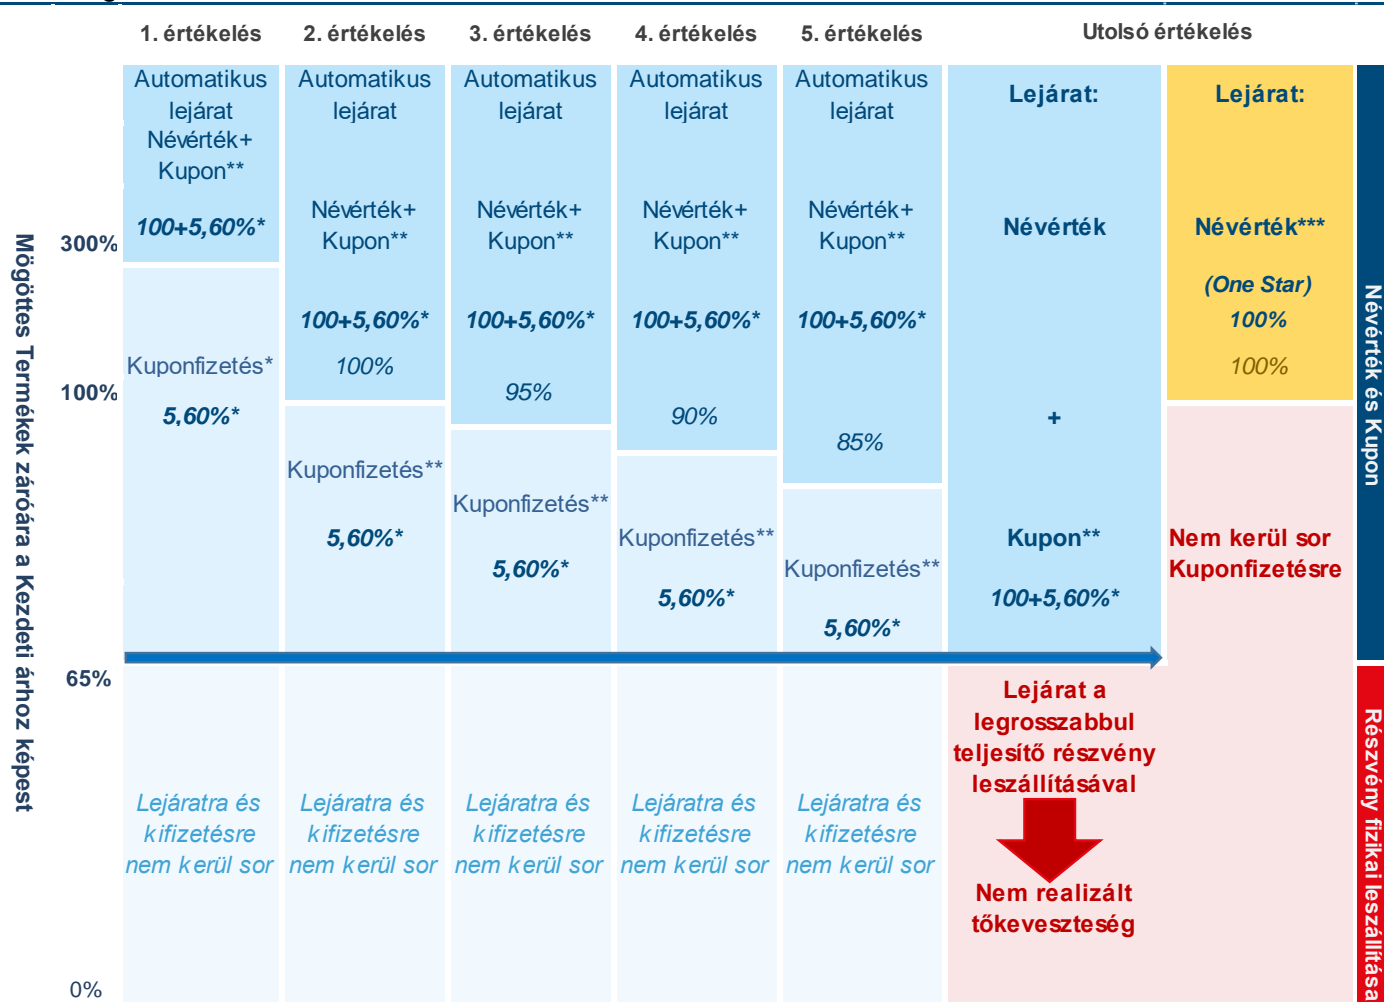 1. értékelés
2. értékelés
3. értékelés
4. értékelés
5. értékelés
Utolsó értékelés
Mögöttes Termékek záróára a Kezdeti árhoz képest
300%
100%
65%
0%
Automatikus
lejárat
Névérték+
Kupon**
100+5,60%*
Kuponfizetés*
5,60%*
Lejáratra és
kifizetésre
nem kerül sor
Automatikus
lejárat
Névérték+
Kupon**
100+5,60%*
100%
Kuponfizetés**
5,60%*
Lejáratra és
kifizetésre
nem kerül sor
Automatikus
lejárat
Névérték+
Kupon**
100+5,60%*
95%
Kuponfizetés**
5,60%*
Lejáratra és
kifizetésre
nem kerül sor
Automatikus
lejárat
Névérték+
Kupon**
100+5,60%*
90%
Kuponfizetés**
5,60%*
Lejáratra és
kifizetésre
nem kerül sor
Automatikus
lejárat
Névérték+
Kupon**
100+5,60%*
85%
Kuponfizetés**
5,60%*
Lejáratra és
kifizetésre
nem kerül sor
Lejárat:
Névérték
+
Kupon**
100+5,60%*
Lejárat a
legrosszabbul
teljesítő részvény
leszállításával
Nem realizált
tőkeveszteség
Lejárat:
Névérték***
(One Star)
100%
100%
Nem kerül sor
Kuponfizetésre
Névérték és Kupon
Részvény fizikai leszállítása